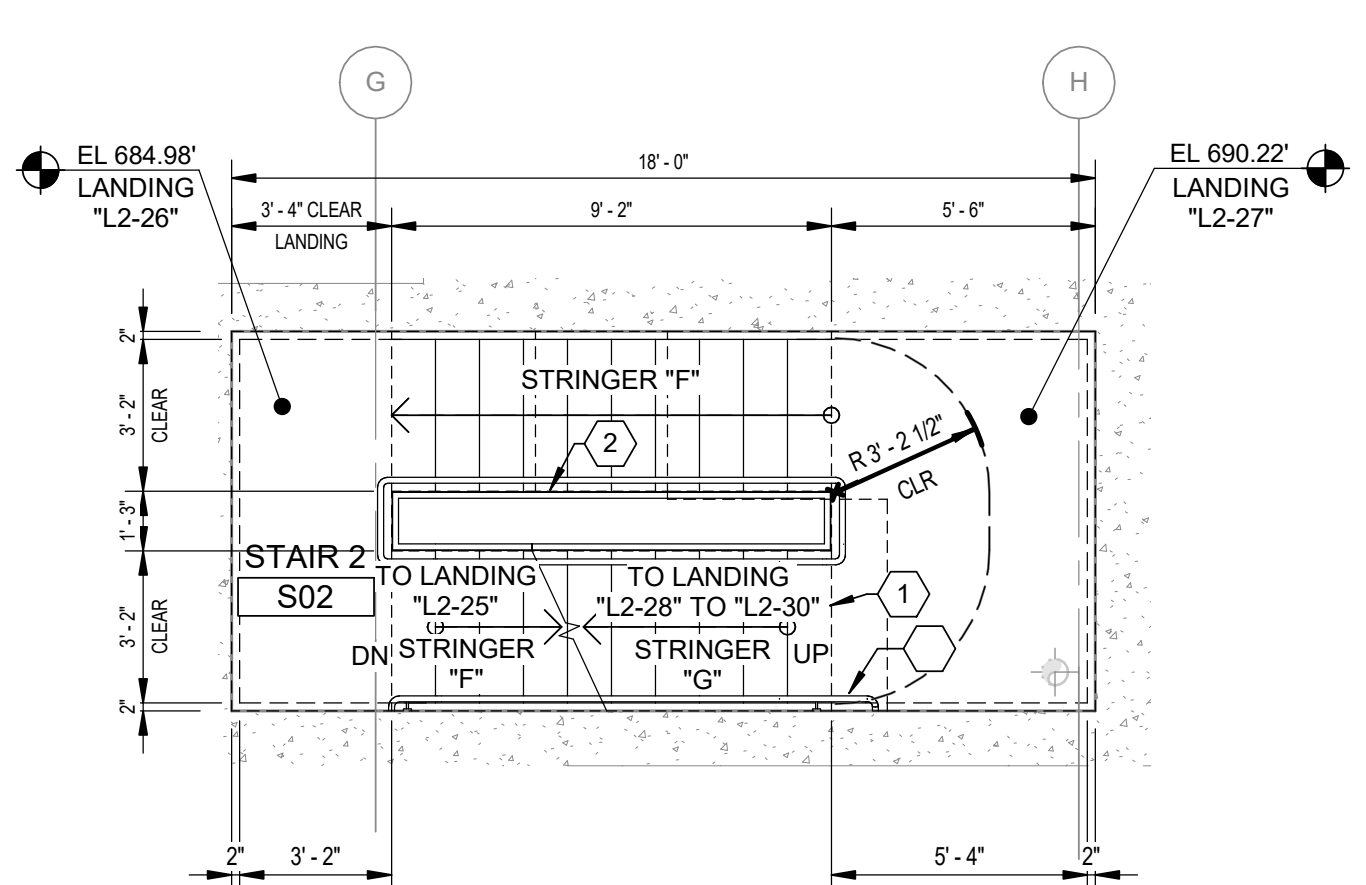 G
H
EL 684.98'
LANDING
"L2-26"
EL 690.22'
LANDING
"L2-27"
18' - 0"
3' - 4" CLEAR
LANDING
9' - 2"
5' - 6"
2"
3' - 2"
CLEAR
1' - 3"
3' - 2"
CLEAR
2"
STRINGER "F"
2
R 3' - 2 1/2"
CLR
STAIR 2
S02
TO LANDING
"L2-25"
TO LANDING
"L2-28" TO "L2-30"
1
DN
STRINGER
"F"
STRINGER
"G"
UP
2"
3' - 2"
5' - 4"
2"